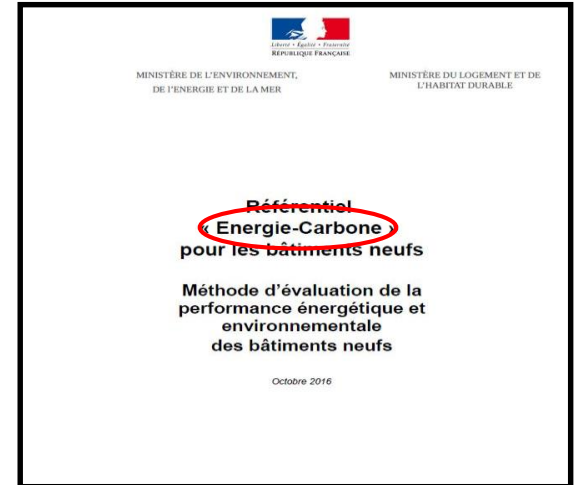 Liberté • Égalité • Fraternité
RÉPUBLIQUE FRANÇAISE
MINISTÈRE DE L'ENVIRONNEMENT,
DE l'ENERGIE ET DE LA MER
MINISTÈRE DU LOGEMENT ET DE
L'HABITAT DURABLE
Référentiel
« Energie-Carbone »
pour les bâtiments neufs
Méthode d'évaluation de la
performance énergétique et
environnementale
des bâtiments neufs
Octobre 2016